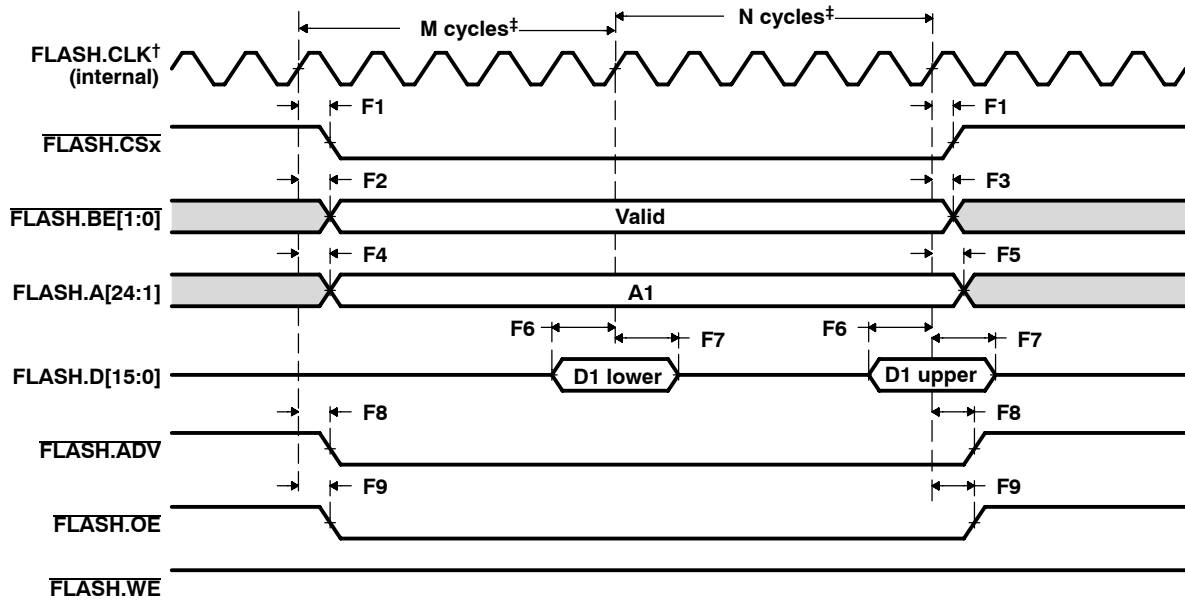 M cycles‡
N cycles‡
FLASH.CLK†
(internal)
F1
F1
FLASH.CSx
F2
F3
FLASH.BE[1:0]
Valid
F4
F5
FLASH.A[24:1]
A1
F6
F7
F6
F7
FLASH.D[15:0]
D1 lower
D1 upper
F8
F8
FLASH.ADV
F9
F9
FLASH.OE
FLASH.WE